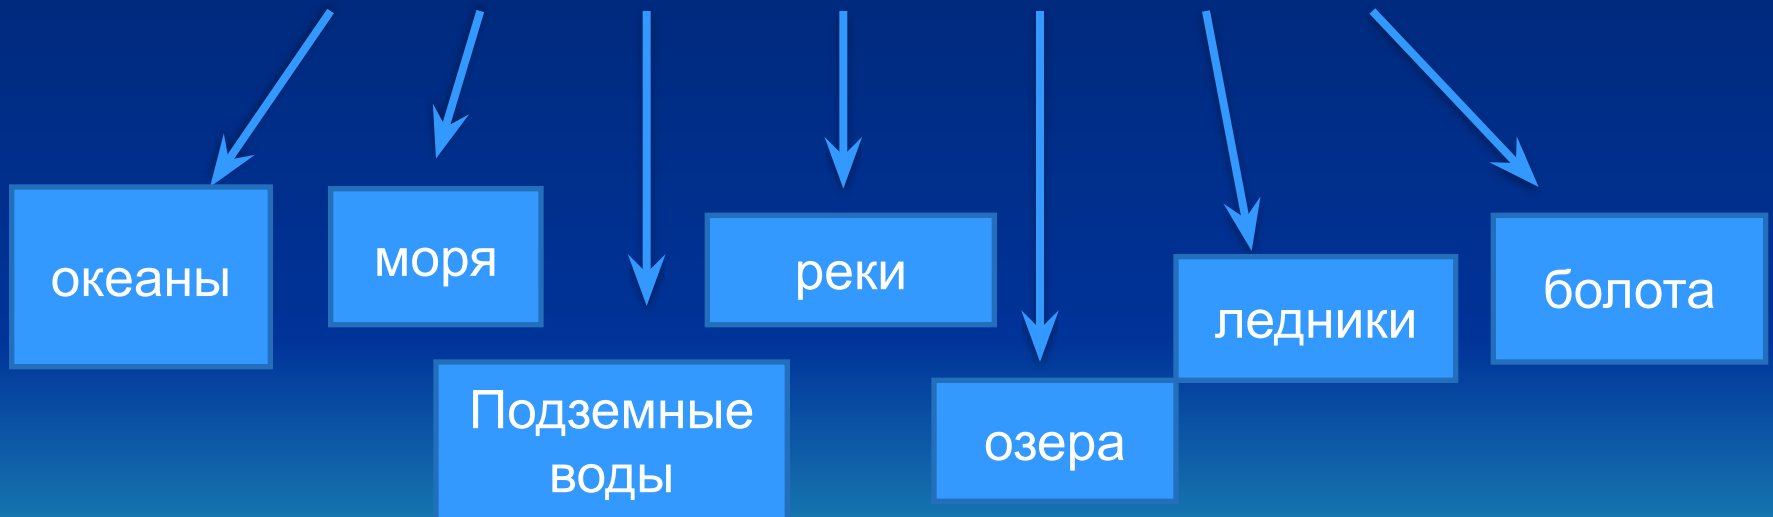 океаны
моря
Подземные
воды
реки
озера
ледники
болота